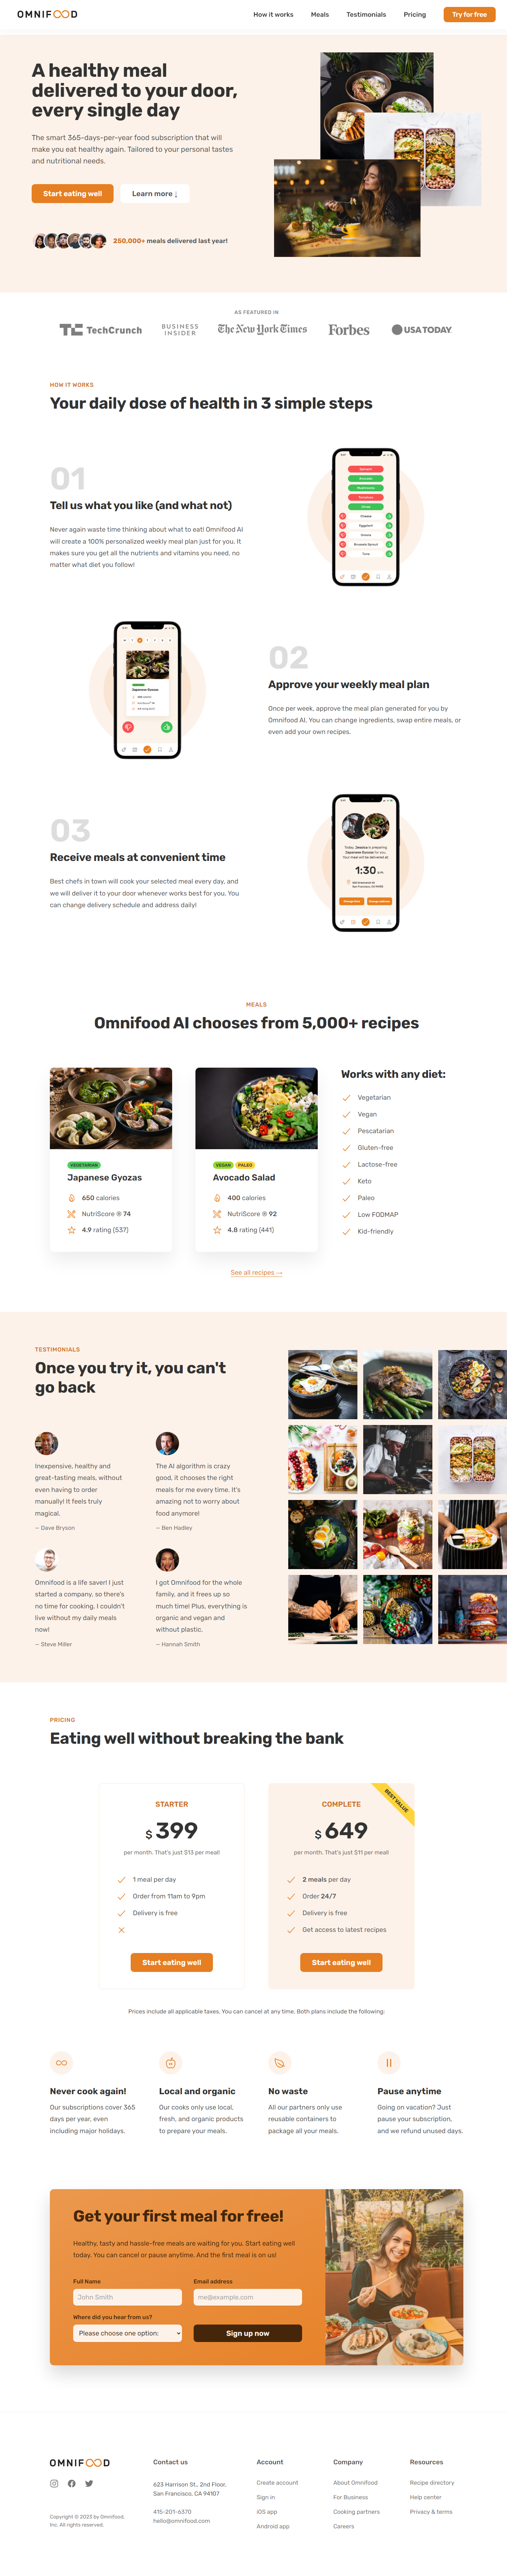 OMNIFOOD
How it works
Meals
Testimonials
Pricing
Try for free
A healthy meal
delivered to your door,
every single day
The smart 365-days-per-year food subscription that will
make you eat healthy again. Tailored to your personal tastes
and nutritional needs.
Start eating well
Learn more ↓
250,000+ meals delivered last year!
AS FEATURED IN
TechCrunch
BUSINESS
INSIDER
The New York Times
Forbes
USA TODAY
HOW IT WORKS
Your daily dose of health in 3 simple steps
01
Tell us what you like (and what not)
Never again waste time thinking about what to eat! Omnifood AI
will create a 100% personalized weekly meal plan just for you. It
makes sure you get all the nutrients and vitamins you need, no
matter what diet you follow!
02
Approve your weekly meal plan
Once per week, approve the meal plan generated for you by
Omnifood AI. You can change ingredients, swap entire meals, or
even add your own recipes.
Japanese Gyozas
03
Receive meals at convenient time
Best chefs in town will cook your selected meal every day, and
we will deliver it to your door whenever works best for you. You
can change delivery schedule and address daily!
1:30
MEALS
Omnifood AI chooses from 5,000+ recipes
VEGETARIAN
Japanese Gyozas
650 calories
NutriScore ® 74
4.9 rating (537)
VEGAN
PALEO
Avocado Salad
400 calories
NutriScore ® 92
4.8 rating (441)
Works with any diet:
Vegetarian
Vegan
Pescatarian
Gluten-free
Lactose-free
Keto
Paleo
Low FODMAP
Kid-friendly
See all recipes →
TESTIMONIALS
Once you try it, you can't
go back
Inexpensive, healthy and
great-tasting meals, without
even having to order
manually! It feels truly
magical.
— Dave Bryson
The AI algorithm is crazy
good, it chooses the right
meals for me every time. It's
amazing not to worry about
food anymore!
— Ben Hadley
Omnifood is a life saver! I just
started a company, so there's
no time for cooking. I couldn't
live without my daily meals
now!
— Steve Miller
I got Omnifood for the whole
family, and it frees up so
much time! Plus, everything is
organic and vegan and
without plastic.
— Hannah Smith
PRICING
Eating well without breaking the bank
STARTER
$ 399
per month. That's just $13 per meal!
1 meal per day
Order from 11am to 9pm
Delivery is free
Start eating well
BEST VALUE
COMPLETE
$ 649
per month. That's just $11 per meal!
2 meals per day
Order 24/7
Delivery is free
Get access to latest recipes
Start eating well
Prices include all applicable taxes. You can cancel at any time. Both plans include the following:
Never cook again!
Our subscriptions cover 365
days per year, even
including major holidays.
Local and organic
Our cooks only use local,
fresh, and organic products
to prepare your meals.
No waste
All our partners only use
reusable containers to
package all your meals.
Pause anytime
Going on vacation? Just
pause your subscription,
and we refund unused days.
Get your first meal for free!
Healthy, tasty and hassle-free meals are waiting for you. Start eating well
today. You can cancel or pause anytime. And the first meal is on us!
Full Name
John Smith
Email address
me@example.com
Where did you hear from us?
Please choose one option:
Sign up now
OMNIFOOD
Copyright © 2023 by Omnifood,
Inc. All rights reserved.
Contact us
623 Harrison St., 2nd Floor,
San Francisco, CA 94107
415-201-6370
hello@omnifood.com
Account
Create account
Sign in
iOS app
Android app
Company
About Omnifood
For Business
Cooking partners
Careers
Resources
Recipe directory
Help center
Privacy & terms